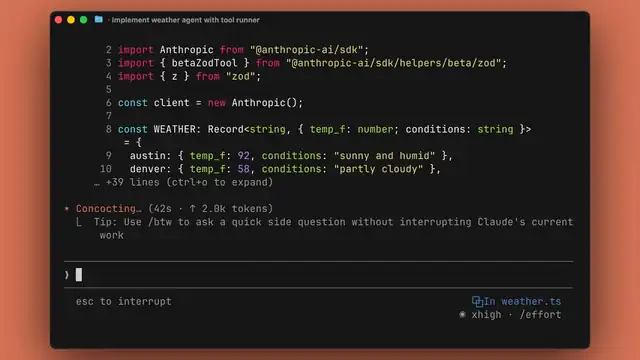 · Implement weather agent with tool runner
2 import Anthropic from "@anthropic-ai/sdk";
3 import { betaZodTool } from "@anthropic-ai/sdk/helpers/beta/zod";
4 import { z } from "zod";
5
6 const client = new Anthropic();
7
8 const WEATHER: Record<string, { temp_f: number; conditions: string }>
= {
9 austin: { temp_f: 92, conditions: "sunny and humid" },
10 denver: { temp_f: 58, conditions: "partly cloudy" },
… +39 lines (ctrl+o to expand)
* Concocting… (42s · ↑ 2.0k tokens)
⎿ Tip: Use /btw to ask a quick side question without interrupting Claude's current
work
❯
esc to interrupt
In weather.ts
◉ xhigh · /effort